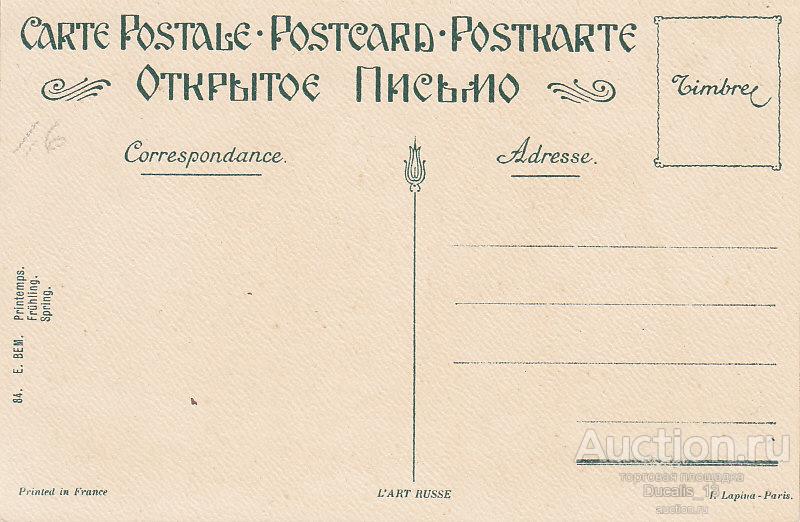 CARTE POSTALE · POSTCARD · POSTKARTE
ОТКРЫТОЕ ПИСЬМО
Timbre
16
Correspondance.
Adresse.
84. E. BEM. Printemps.
Frühling.
Spring.
Auction.ru
торговая площадка
Ducalis_13
auction.ru
Printed in France
L'ART RUSSE
I. Lapina - Paris.